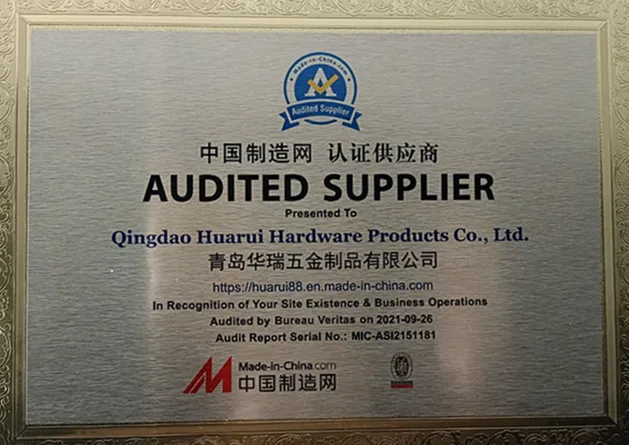 Made-in-China.com
A
Audited Supplier
中国制造网 认证供应商
AUDITED SUPPLIER
Presented To
Qingdao Huarui Hardware Products Co., Ltd.
青岛华瑞五金制品有限公司
https://huarui88.en.made-in-china.com
In Recognition of Your Site Existence & Business Operations
Audited by Bureau Veritas on 2021-09-26
Audit Report Serial No.: MIC-ASI2151181
Made-in-China.com
中国制造网